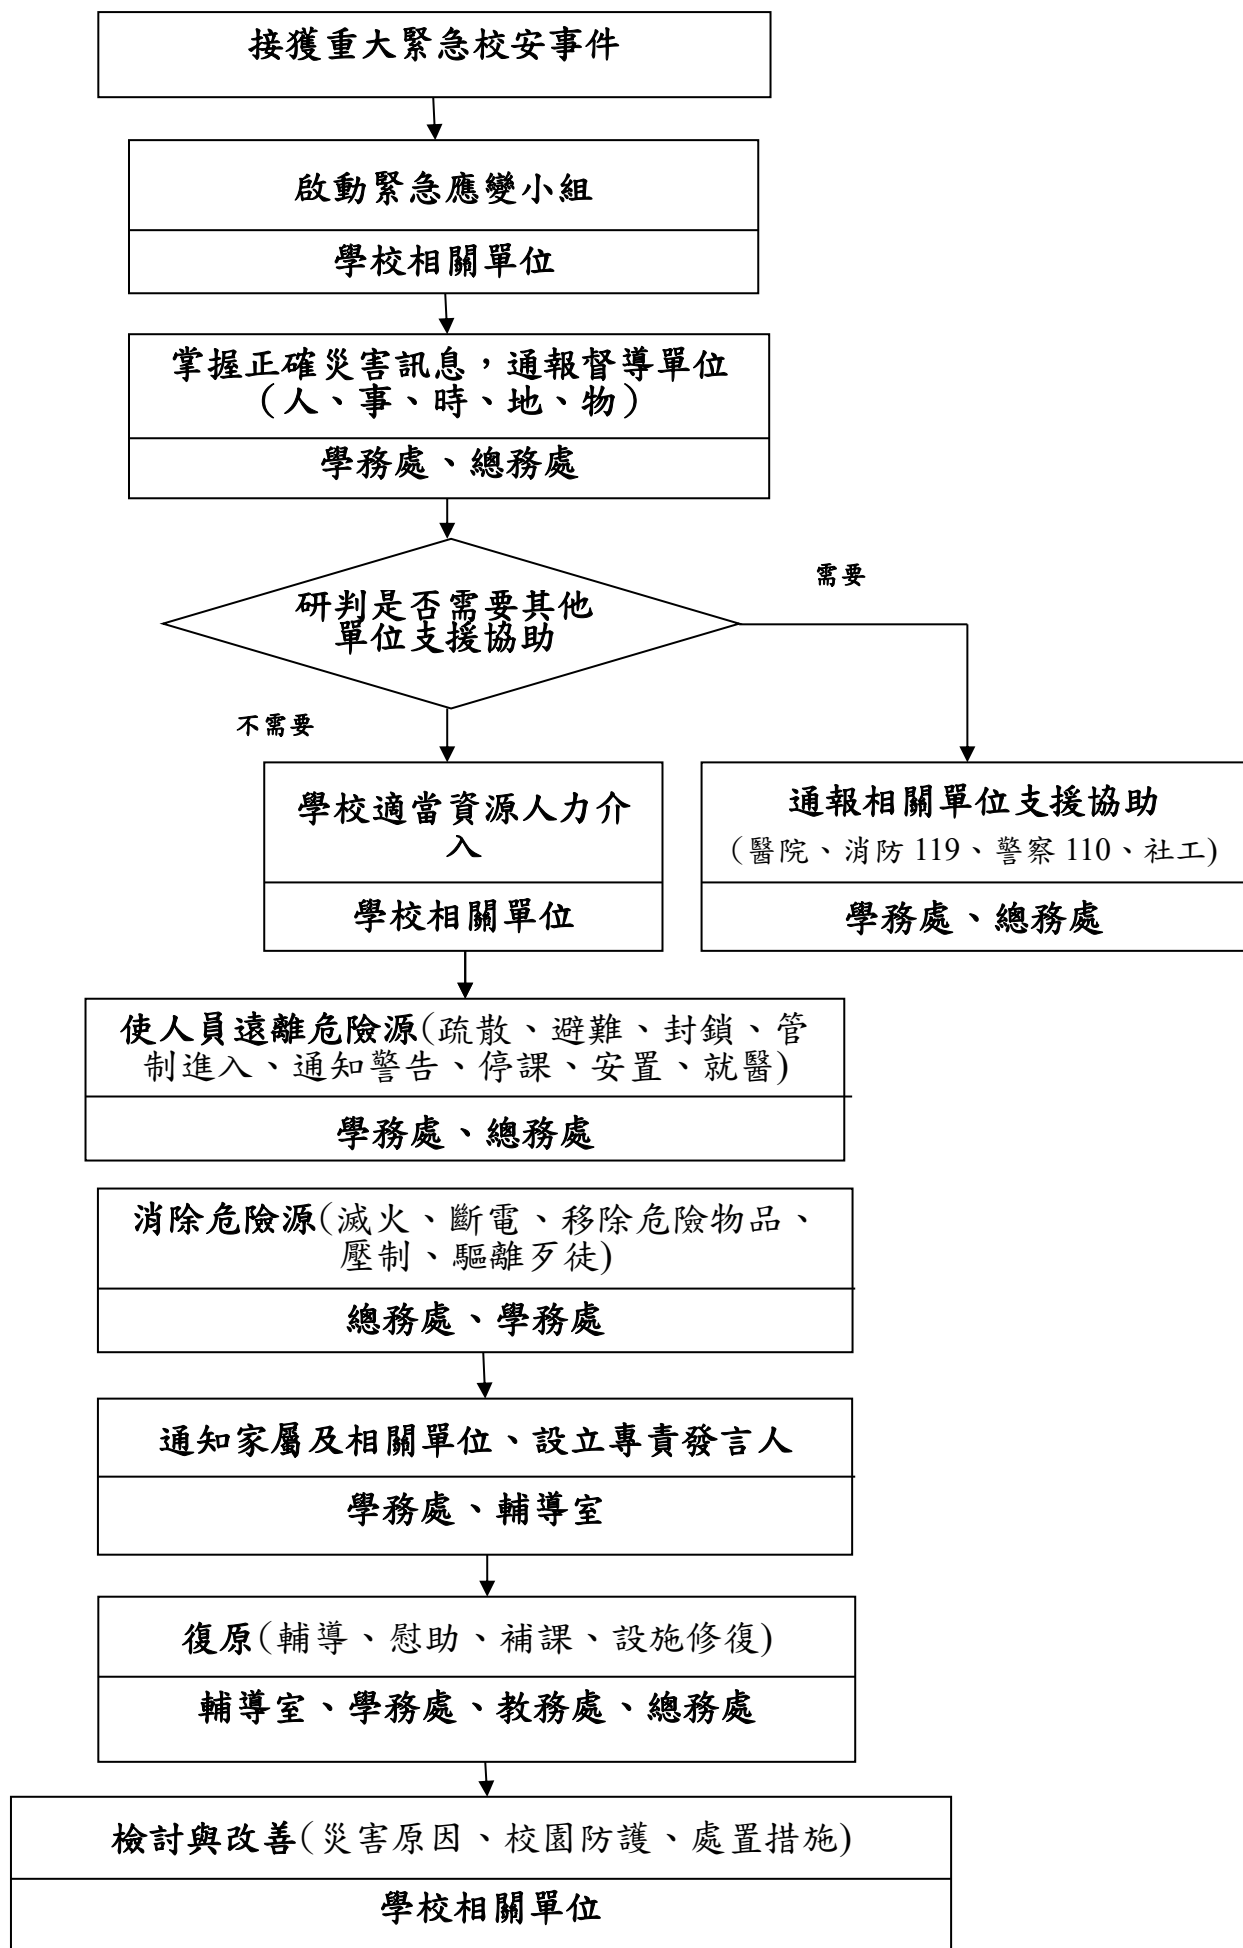 接獲重大緊急校安事件
啟動緊急應變小組
學校相關單位
掌握正確災害訊息，通報督導單位
（人、事、時、地、物）
學務處、總務處
研判是否需要其他
單位支援協助
需要
不需要
學校適當資源人力介
入
學校相關單位
通報相關單位支援協助
（醫院、消防 119、警察 110、社工)
學務處、總務處
使人員遠離危險源(疏散、避難、封鎖、管
制進入、通知警告、停課、安置、就醫)
學務處、總務處
消除危險源(滅火、斷電、移除危險物品、
壓制、驅離歹徒)
總務處、學務處
通知家屬及相關單位、設立專責發言人
學務處、輔導室
復原(輔導、慰助、補課、設施修復)
輔導室、學務處、教務處、總務處
檢討與改善(災害原因、校園防護、處置措施)
學校相關單位